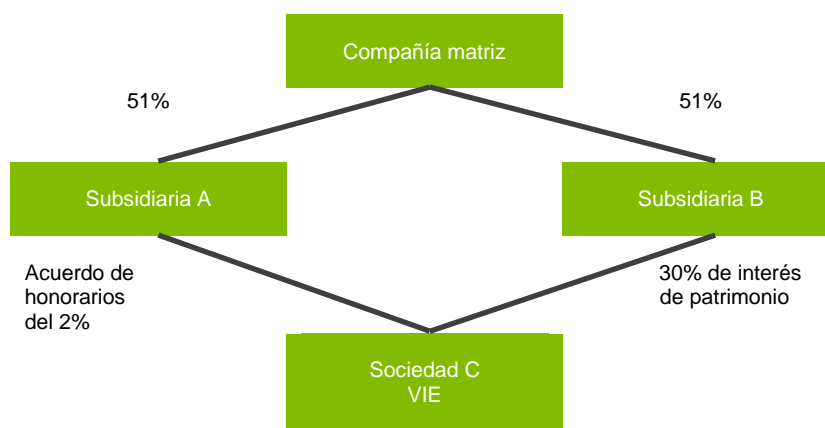 Compañía matriz
51%
51%
Subsidiaria A
Subsidiaria B
Acuerdo de
honorarios
del 2%
30% de interés
de patrimonio
Sociedad C
VIE